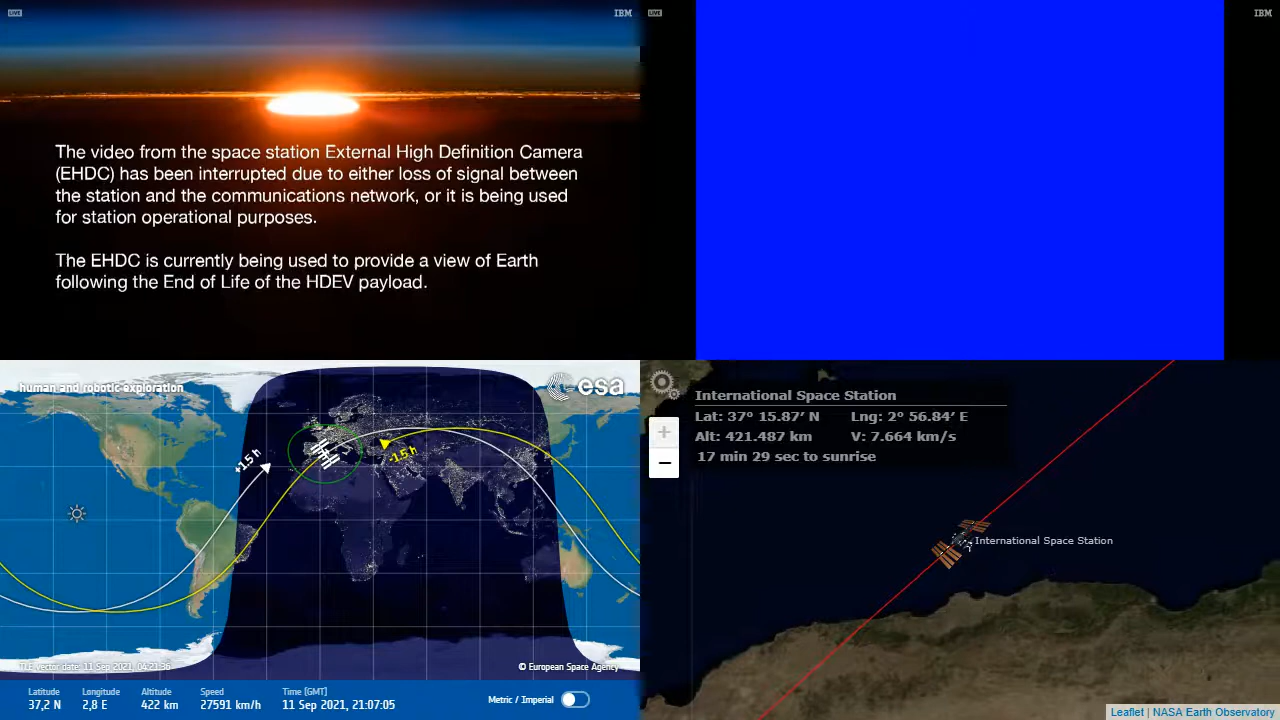 LIVE
IBM
The video from the space station External High Definition Camera
(EHDC) has been interrupted due to either loss of signal between
the station and the communications network, or it is being used
for station operational purposes.
The EHDC is currently being used to provide a view of Earth
following the End of Life of the HDEV payload.
LIVE
IBM
human and robotic exploration
esa
+1.5 h
-1.5 h
TLE vector date: 11 Sep 2021, 04:21:36
© European Space Agency
Latitude
37,2 N
Longitude
2,8 E
Altitude
422 km
Speed
27591 km/h
Time (GMT)
11 Sep 2021, 21:07:05
Metric / Imperial
+
−
International Space Station
Lat: 37° 15.87′ N Lng: 2° 56.84′ E
Alt: 421.487 km V: 7.664 km/s
17 min 29 sec to sunrise
International Space Station
Leaflet | NASA Earth Observatory